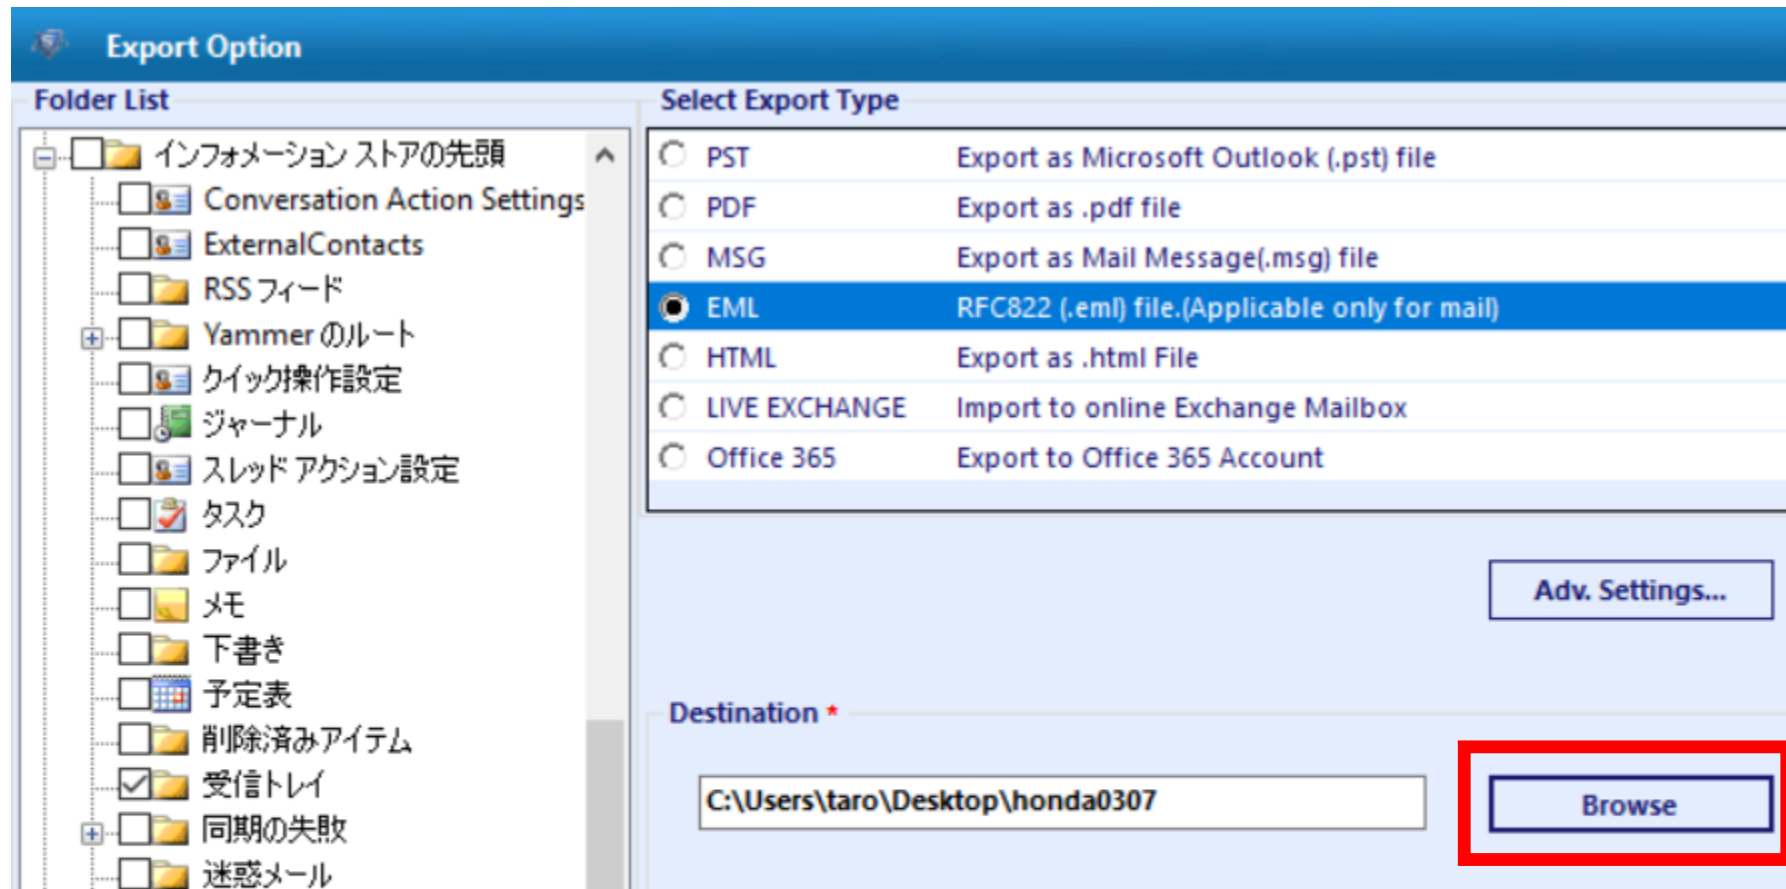 Export Option
Folder List
インフォメーション ストアの先頭
Conversation Action Settings
ExternalContacts
RSS フィード
Yammer のルート
クイック操作設定
ジャーナル
スレッド アクション設定
タスク
ファイル
メモ
下書き
予定表
削除済みアイテム
受信トレイ
同期の失敗
迷惑メール
Select Export Type
PST Export as Microsoft Outlook (.pst) file
PDF Export as .pdf file
MSG Export as Mail Message(.msg) file
EML RFC822 (.eml) file.(Applicable only for mail)
HTML Export as .html File
LIVE EXCHANGE Import to online Exchange Mailbox
Office 365 Export to Office 365 Account
Adv. Settings...
Destination *
C:\Users\taro\Desktop\honda0307
Browse